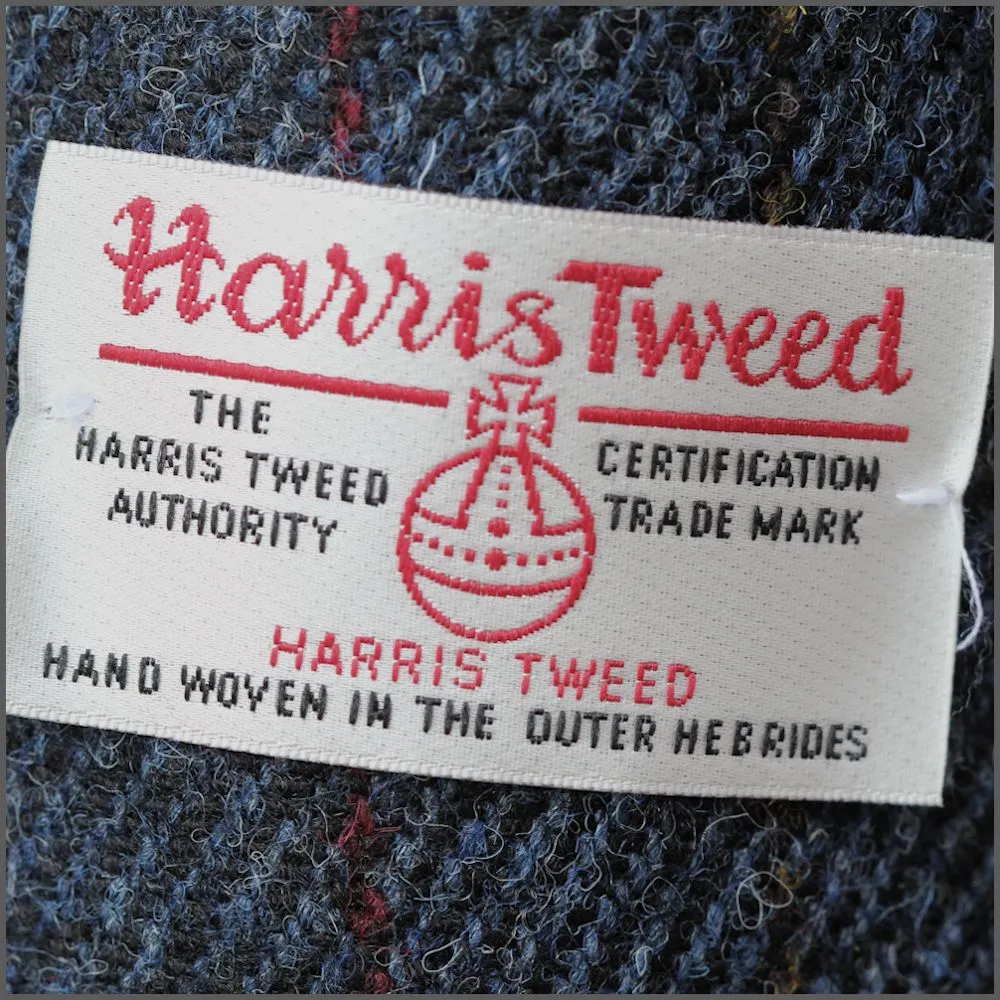 Harris Tweed
THE
HARRIS TWEED
AUTHORITY
CERTIFICATION
TRADE MARK
HARRIS TWEED
HAND WOVEN IN THE OUTER HEBRIDES